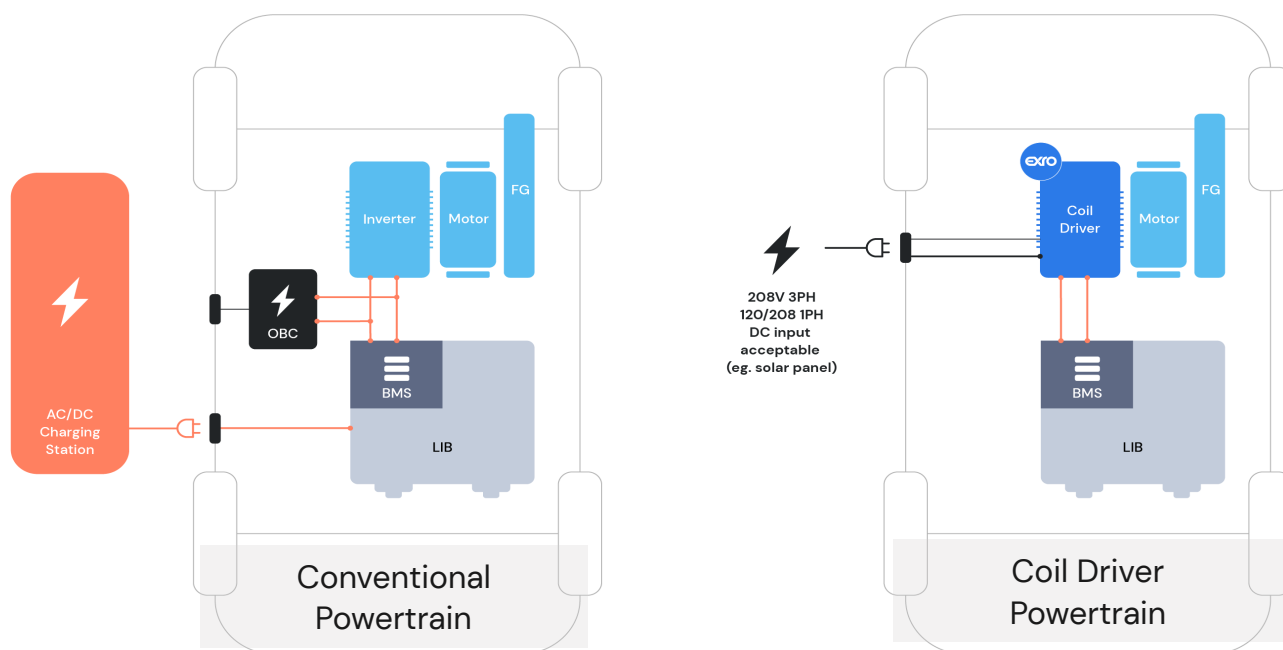 Inverter
Motor
FG
OBC
BMS
LIB
AC/DC
Charging
Station
Conventional
Powertrain
exro
Coil
Driver
Motor
FG
208V 3PH
120/208 1PH
DC input
acceptable
(eg. solar panel)
BMS
LIB
Coil Driver
Powertrain